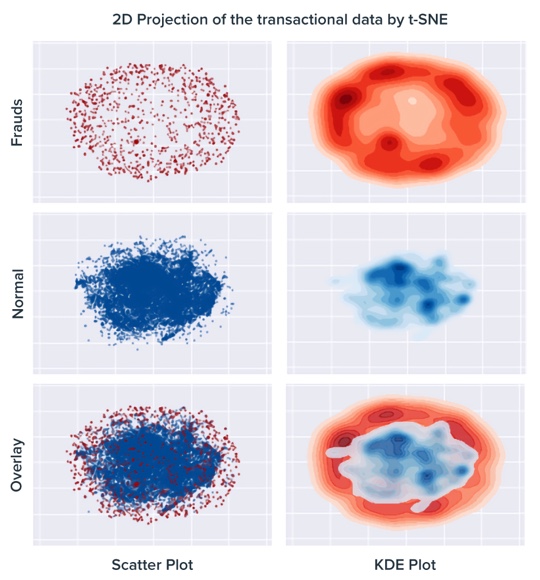 2D Projection of the transactional data by t-SNE
Frauds
Normal
Overlay
Scatter Plot
KDE Plot